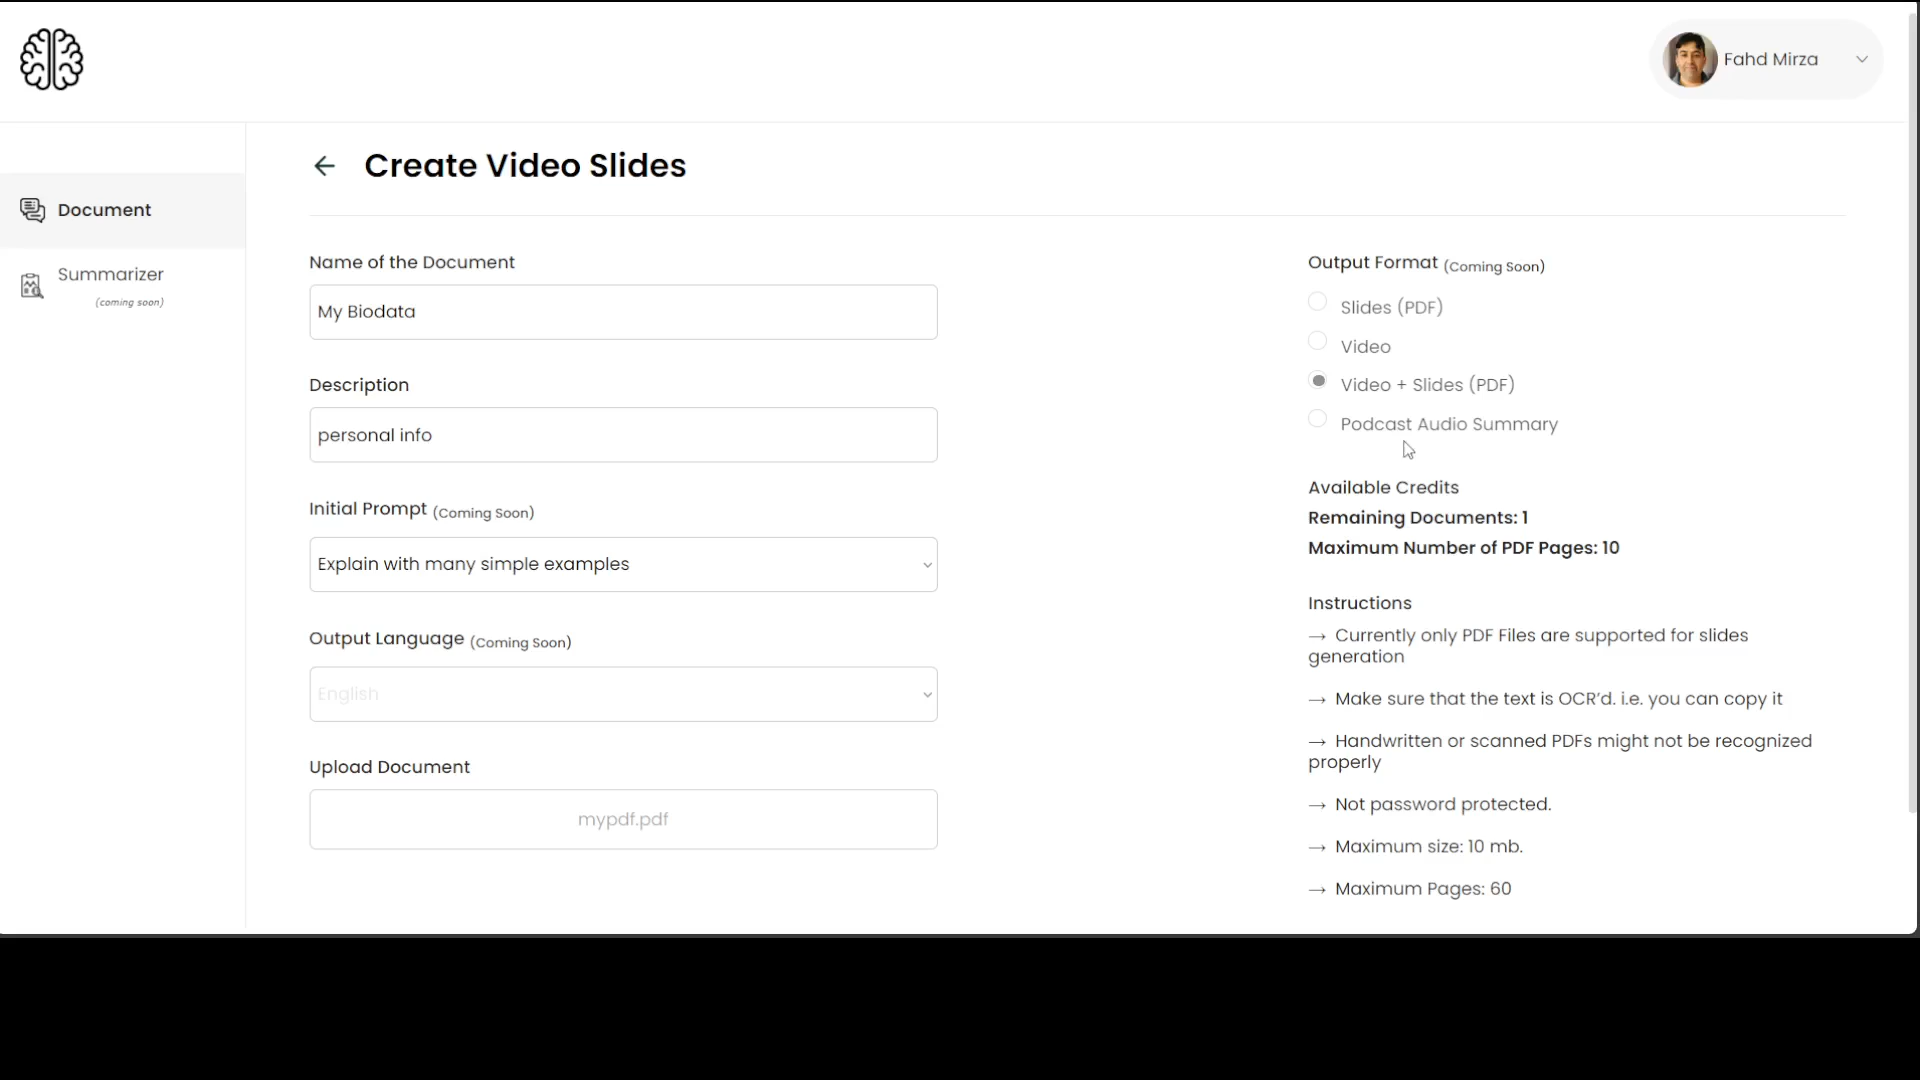 Fahd Mirza
Document
Summarizer
(coming soon)
Create Video Slides
Name of the Document
My Biodata
Description
personal info
Initial Prompt (Coming Soon)
Explain with many simple examples
Output Language (Coming Soon)
English
Upload Document
mypdf.pdf
Output Format (Coming Soon)
Slides (PDF)
Video
Video + Slides (PDF)
Podcast Audio Summary
Available Credits
Remaining Documents: 1
Maximum Number of PDF Pages: 10
Instructions
→ Currently only PDF Files are supported for slides
generation
→ Make sure that the text is OCR'd. i.e. you can copy it
→ Handwritten or scanned PDFs might not be recognized
properly
→ Not password protected.
→ Maximum size: 10 mb.
→ Maximum Pages: 60